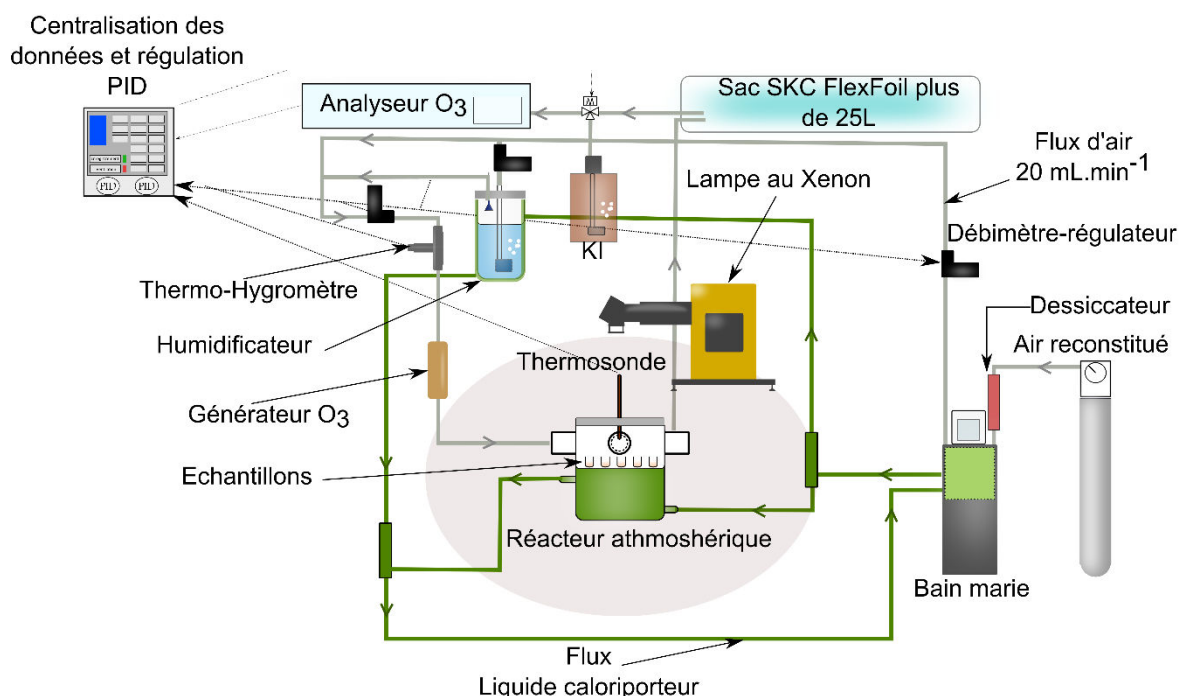 Centralisation des
données et régulation
PID
PID
PID
Analyseur O3
Sac SKC FlexFoil plus
de 25L
Flux d'air
20 mL.min-1
Lampe au Xenon
KI
Débimètre-régulateur
Thermo-Hygromètre
Dessiccateur
Humidificateur
Air reconstitué
Thermosonde
Générateur O3
Echantillons
Réacteur athmoshérique
Bain marie
Flux
Liquide caloriporteur